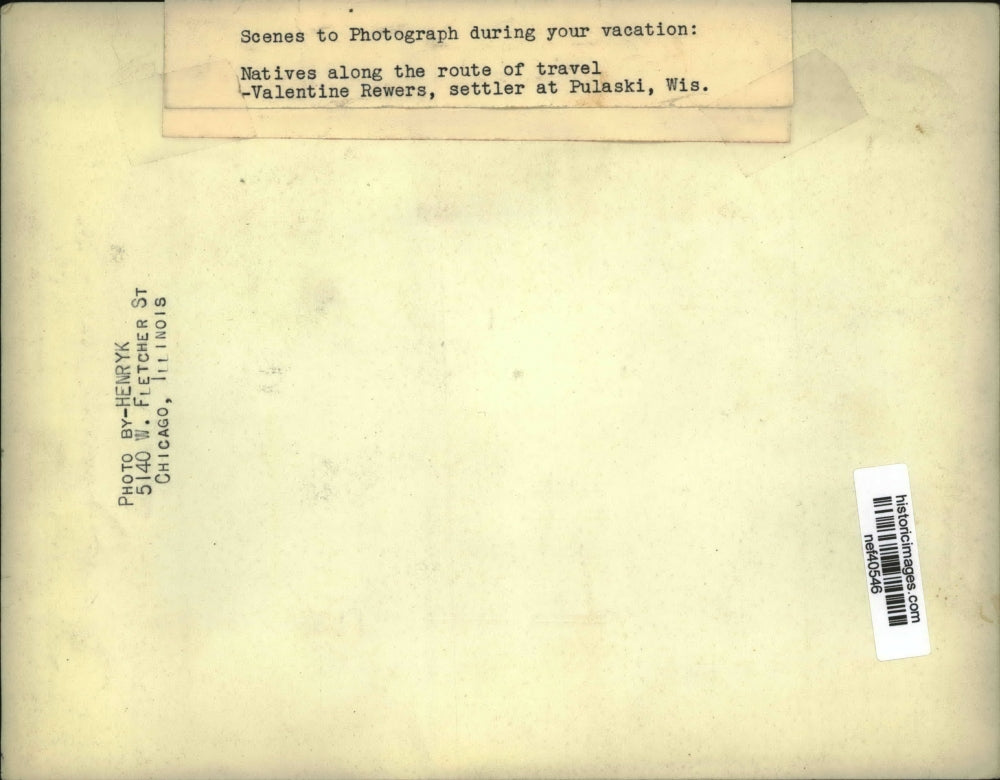 Scenes to Photograph during your vacation:
Natives along the route of travel
-Valentine Rewers, settler at Pulaski, Wis.
PHOTO BY-HENRYK
5140 W. FLETCHER ST
CHICAGO, ILLINOIS
historicimages.com
nef40546